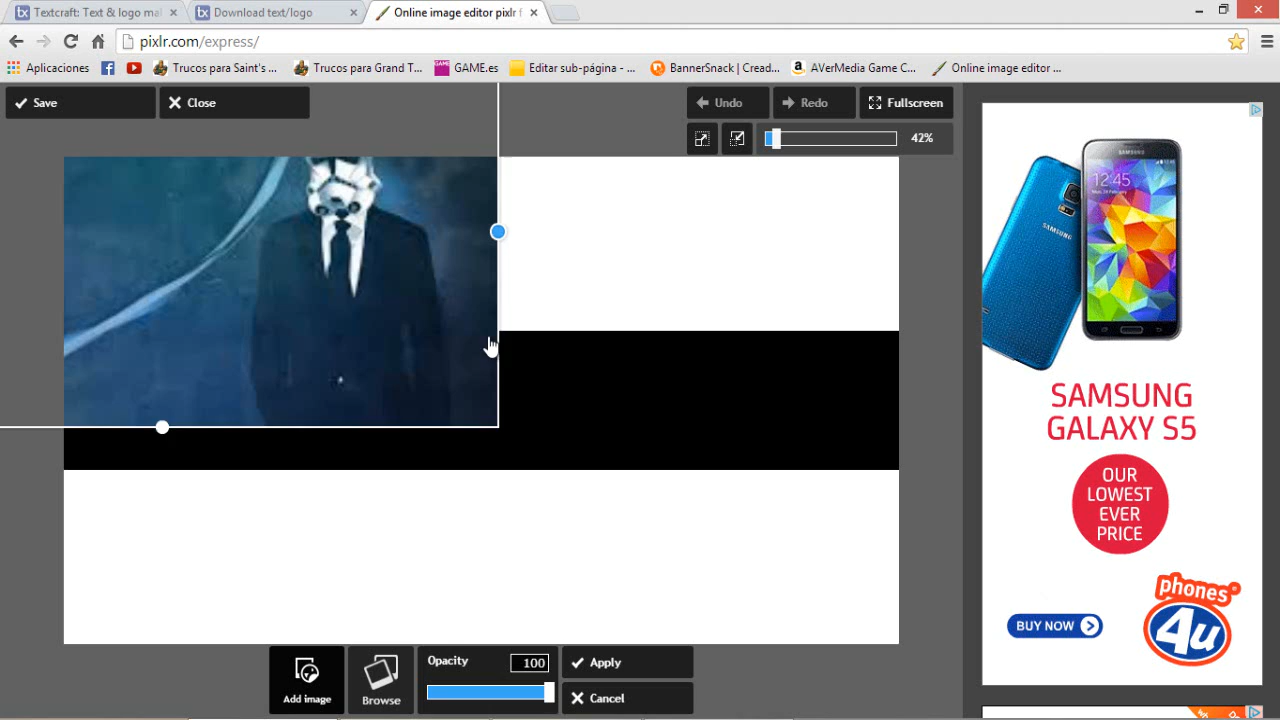 Textcraft: Text & logo mal
Download text/logo
Online image editor pixlr f
pixlr.com/express/
Aplicaciones
Trucos para Saint's ...
Trucos para Grand T...
GAME.es
Editar sub-página - ...
BannerSnack | Cread...
AVerMedia Game C...
Online image editor ...
Save
Close
Undo
Redo
Fullscreen
42%
SAMSUNG
12:45
SAMSUNG
SAMSUNG
GALAXY S5
OUR
LOWEST
EVER
PRICE
BUY NOW
phones
4u
Add image
Browse
Opacity
100
Apply
Cancel